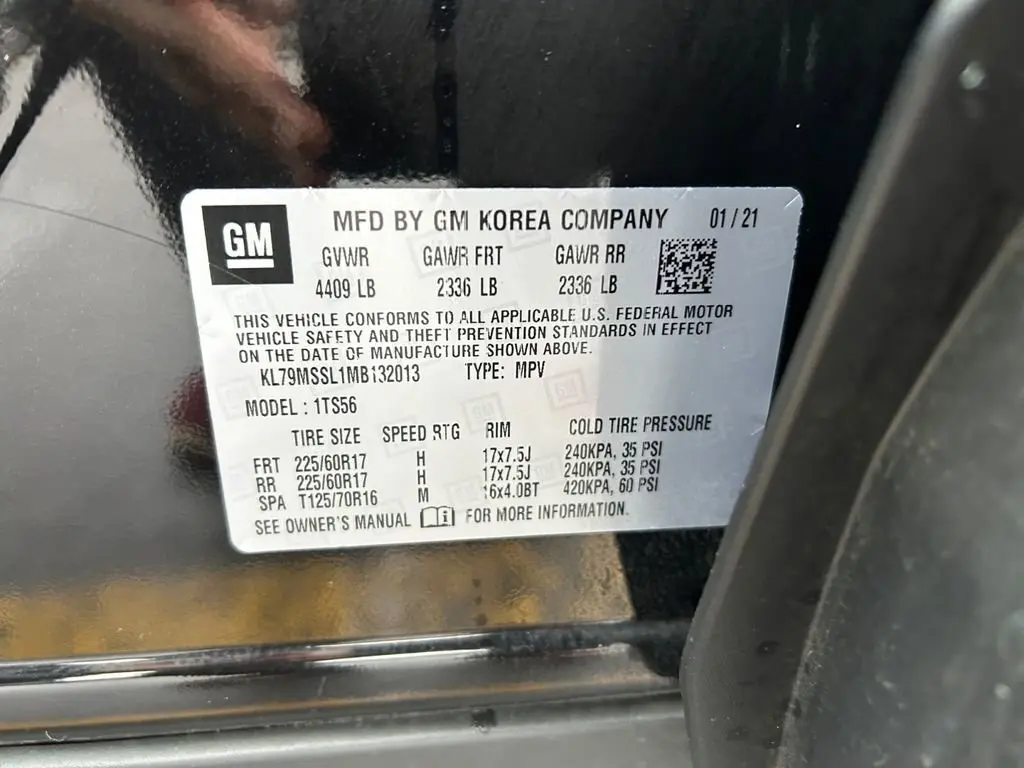 GM MFD BY GM KOREA COMPANY 01/21
GVWR GAWR FRT GAWR RR
4409 LB 2336 LB 2336 LB
THIS VEHICLE CONFORMS TO ALL APPLICABLE U.S. FEDERAL MOTOR
VEHICLE SAFETY AND THEFT PREVENTION STANDARDS IN EFFECT
ON THE DATE OF MANUFACTURE SHOWN ABOVE.
KL79MSSL1MB132013 TYPE: MPV
MODEL : 1TS56
TIRE SIZE SPEED RTG RIM COLD TIRE PRESSURE
FRT 225/60R17 H 17x7.5J 240KPA, 35 PSI
RR 225/60R17 H 17x7.5J 240KPA, 35 PSI
SPA T125/70R16 M 16x4.0BT 420KPA, 60 PSI
SEE OWNER'S MANUAL i FOR MORE INFORMATION.